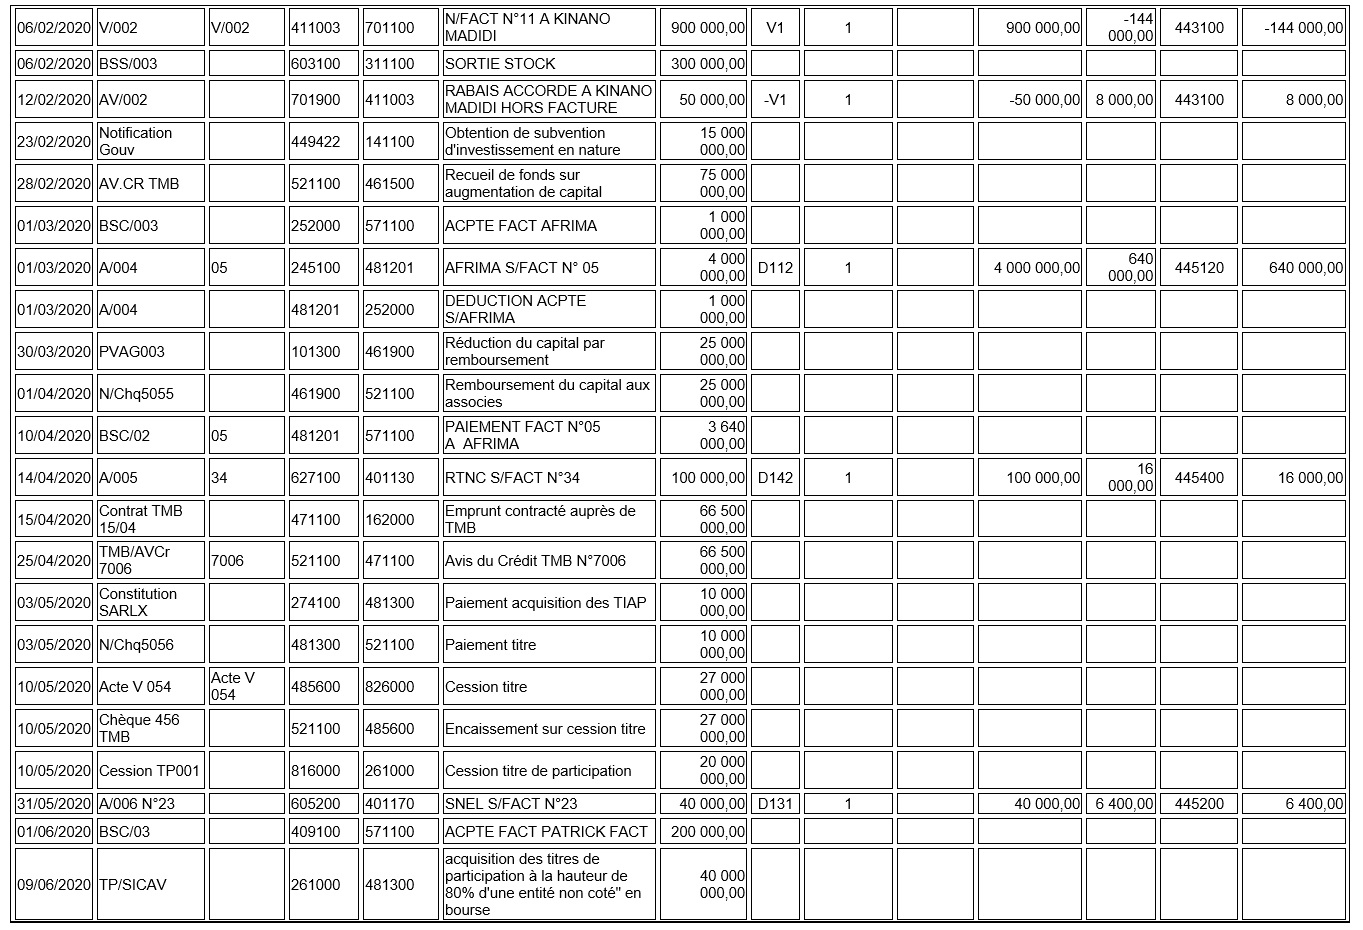 06/02/2020 V/002 V/002 411003 701100 N/FACT N°11 A KINANO MADIDI 900 000,00 V1 1 900 000,00 -144 000,00 443100 -144 000,00
06/02/2020 BSS/003 603100 311100 SORTIE STOCK 300 000,00
12/02/2020 AV/002 701900 411003 RABAIS ACCORDE A KINANO MADIDI HORS FACTURE 50 000,00 -V1 1 -50 000,00 8 000,00 443100 8 000,00
23/02/2020 Notification Gouv 449422 141100 Obtention de subvention d'investissement en nature 15 000 000,00
28/02/2020 AV.CR TMB 521100 461500 Recueil de fonds sur augmentation de capital 75 000 000,00
01/03/2020 BSC/003 252000 571100 ACPTE FACT AFRIMA 1 000 000,00
01/03/2020 A/004 05 245100 481201 AFRIMA S/FACT N° 05 4 000 000,00 D112 1 4 000 000,00 640 000,00 445120 640 000,00
01/03/2020 A/004 481201 252000 DEDUCTION ACPTE S/AFRIMA 1 000 000,00
30/03/2020 PVAG003 101300 461900 Réduction du capital par remboursement 25 000 000,00
01/04/2020 N/Chq5055 461900 521100 Remboursement du capital aux associes 25 000 000,00
10/04/2020 BSC/02 05 481201 571100 PAIEMENT FACT N°05 A  AFRIMA 3 640 000,00
14/04/2020 A/005 34 627100 401130 RTNC S/FACT N°34 100 000,00 D142 1 100 000,00 16 000,00 445400 16 000,00
15/04/2020 Contrat TMB 15/04 471100 162000 Emprunt contracté auprès de TMB 66 500 000,00
25/04/2020 TMB/AVCr 7006 7006 521100 471100 Avis du Crédit TMB N°7006 66 500 000,00
03/05/2020 Constitution SARLX 274100 481300 Paiement acquisition des TIAP 10 000 000,00
03/05/2020 N/Chq5056 481300 521100 Paiement titre 10 000 000,00
10/05/2020 Acte V 054 Acte V 054 485600 826000 Cession titre 27 000 000,00
10/05/2020 Chèque 456 TMB 521100 485600 Encaissement sur cession titre 27 000 000,00
10/05/2020 Cession TP001 816000 261000 Cession titre de participation 20 000 000,00
31/05/2020 A/006 N°23 605200 401170 SNEL S/FACT N°23 40 000,00 D131 1 40 000,00 6 400,00 445200 6 400,00
01/06/2020 BSC/03 409100 571100 ACPTE FACT PATRICK FACT 200 000,00
09/06/2020 TP/SICAV 261000 481300 acquisition des titres de participation à la hauteur de 80% d'une entité non coté" en bourse 40 000 000,00